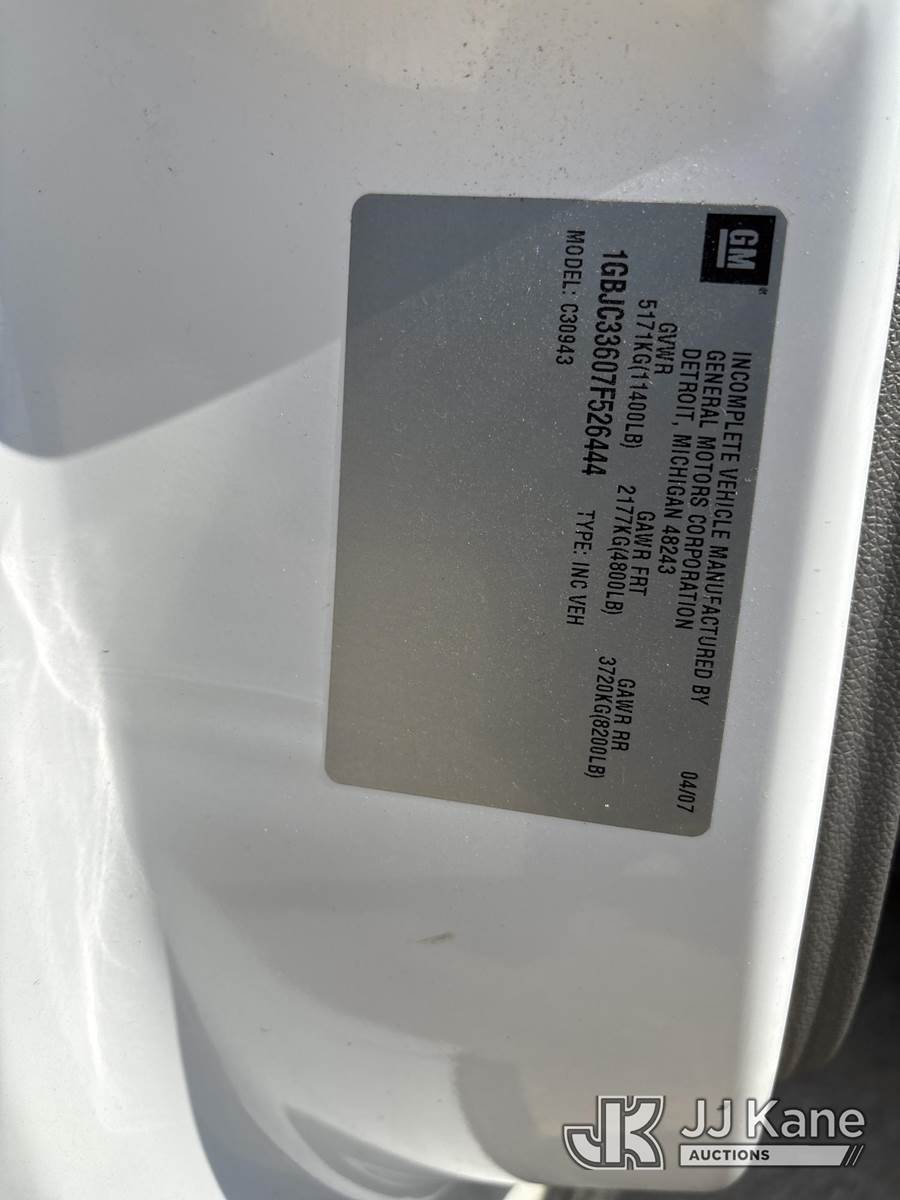 GM
INCOMPLETE VEHICLE MANUFACTURED BY
GENERAL MOTORS CORPORATION
DETROIT, MICHIGAN 48243 04/07
GVWR GAWR FRT GAWR RR
5171KG(11400LB) 2177KG(4800LB) 3720KG(8200LB)
1GBJC33607F526444 TYPE: INC VEH
MODEL: C30943
JK JJ Kane
AUCTIONS